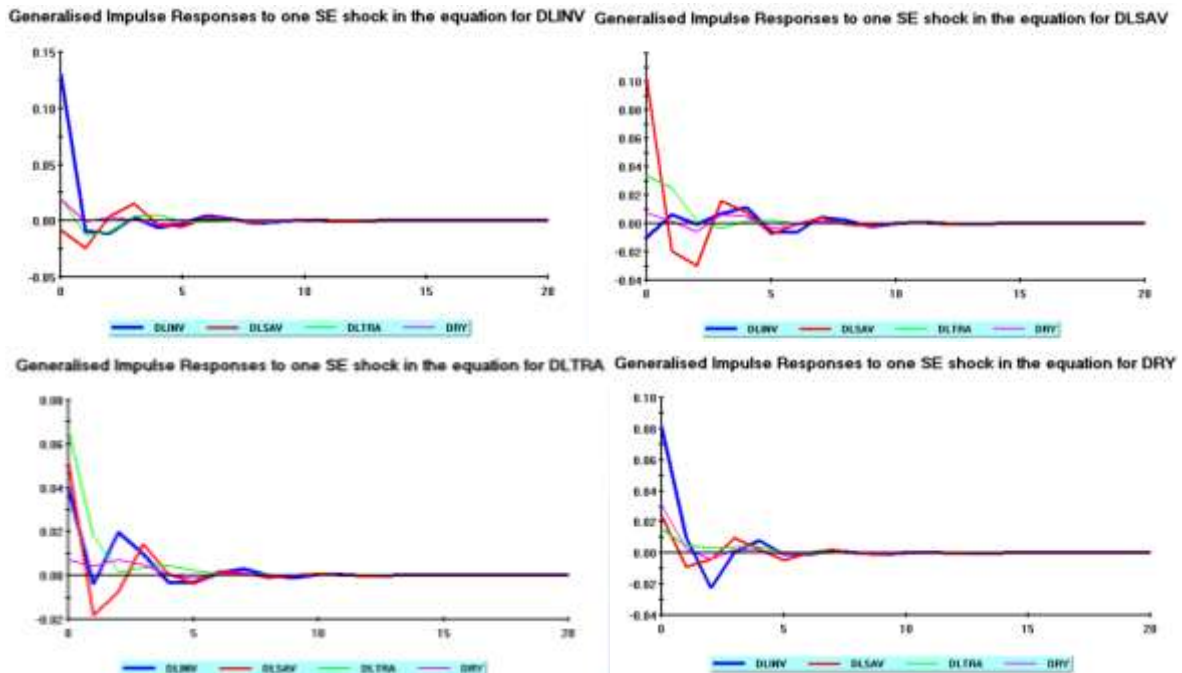 Generalised Impulse Responses to one SE shock in the equation for DLINV
0.15
0.10
0.05
0.00
-0.05
0 5 10 15 20
DLINV DLSAV DLTRA DRY
Generalised Impulse Responses to one SE shock in the equation for DLSAV
0.10
0.08
0.06
0.04
0.02
0.00
-0.02
-0.04
0 5 10 15 20
DLINV DLSAV DLTRA DRY
Generalised Impulse Responses to one SE shock in the equation for DLTRA
0.08
0.06
0.04
0.02
0.00
-0.02
0 5 10 15 20
DLINV DLSAV DLTRA DRY
Generalised Impulse Responses to one SE shock in the equation for DRY
0.10
0.08
0.06
0.04
0.02
0.00
-0.02
-0.04
0 5 10 15 20
DLINV DLSAV DLTRA DRY